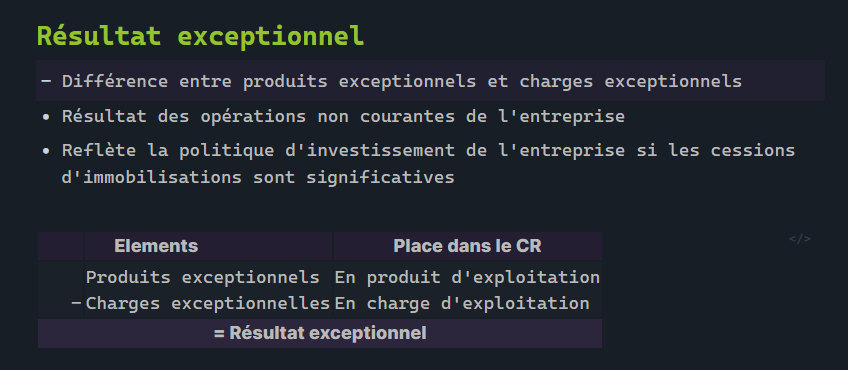 Résultat exceptionnel
– Différence entre produits exceptionnels et charges exceptionnels
• Résultat des opérations non courantes de l'entreprise
• Reflète la politique d'investissement de l'entreprise si les cessions
d'immobilisations sont significatives
</>
Elements Place dans le CR
Produits exceptionnels En produit d'exploitation
– Charges exceptionnelles En charge d'exploitation
= Résultat exceptionnel